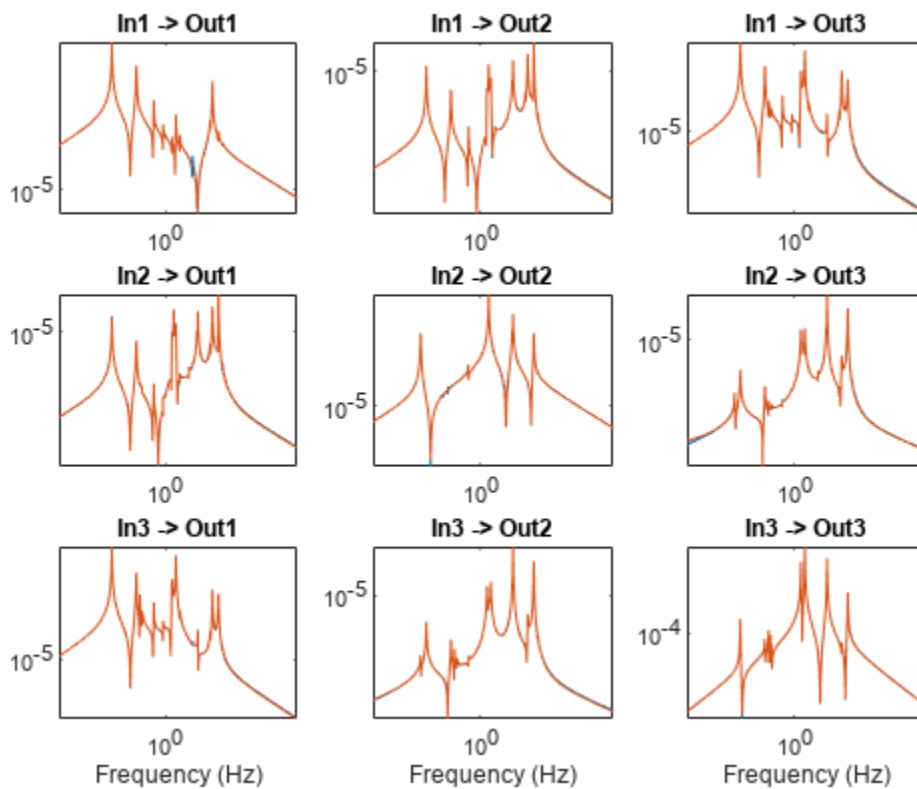 In1 -> Out1 In1 -> Out2 In1 -> Out3
10^-5 10^-5 10^-5
10^0 10^0 10^0
In2 -> Out1 In2 -> Out2 In2 -> Out3
10^-5 10^-5 10^-5
10^0 10^0 10^0
In3 -> Out1 In3 -> Out2 In3 -> Out3
10^-5 10^-5 10^-4
10^0 10^0 10^0
Frequency (Hz) Frequency (Hz) Frequency (Hz)